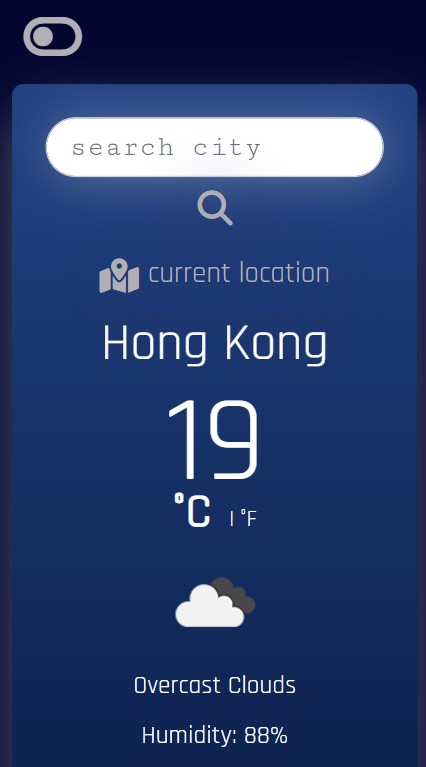 search city
current location
Hong Kong
19
°C | °F
Overcast Clouds
Humidity: 88%